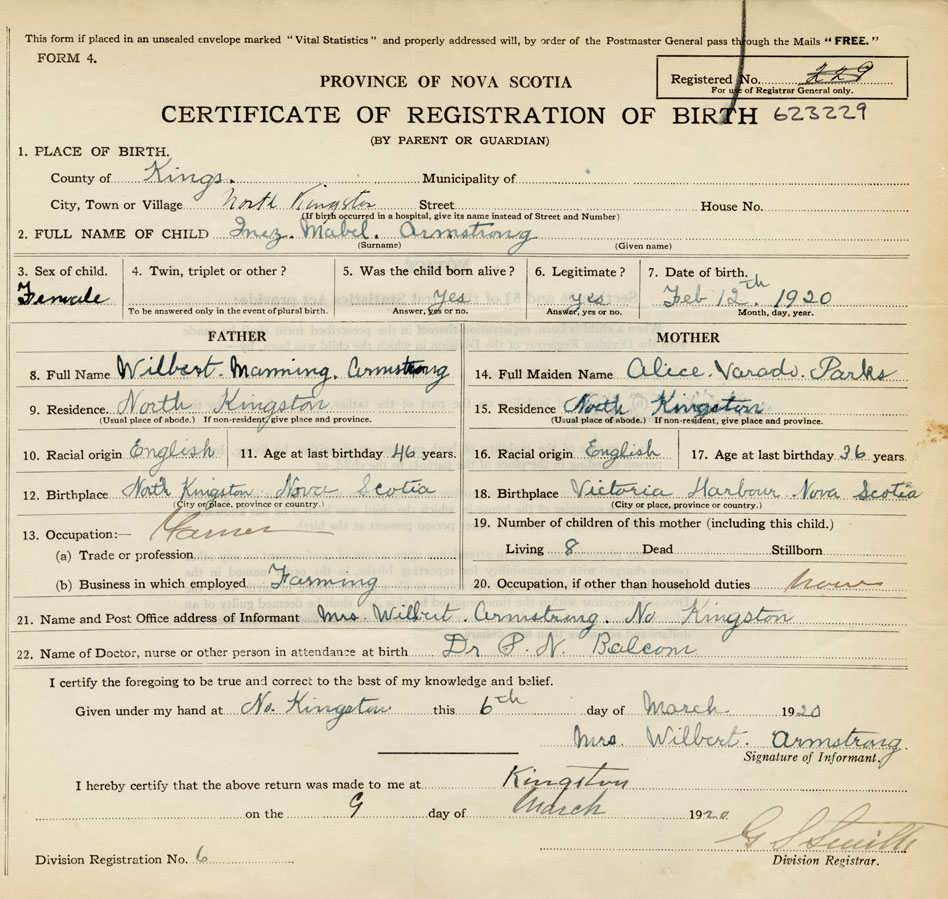 This form if placed in an unsealed envelope marked "Vital Statistics" and properly addressed will, by order of the Postmaster General pass through the Mails "FREE."
FORM 4.
PROVINCE OF NOVA SCOTIA
Registered No. 229
For use of Registrar General only.
CERTIFICATE OF REGISTRATION OF BIRTH 623229
(BY PARENT OR GUARDIAN)
1. PLACE OF BIRTH.
County of Kings. Municipality of
City, Town or Village North Kingston Street House No.
(If birth occurred in a hospital, give its name instead of Street and Number)
2. FULL NAME OF CHILD Inez. Mabel. Armstrong
(Surname) (Given name)
3. Sex of child. 4. Twin, triplet or other? 5. Was the child born alive? 6. Legitimate? 7. Date of birth.
Female yes yes Feb 12th. 1920
To be answered only in the event of plural birth. Answer, yes or no. Answer, yes or no. Month, day, year.
FATHER MOTHER
8. Full Name Wilbert. Manning. Armstrong 14. Full Maiden Name Alice. Varado. Parks
9. Residence. North Kingston 15. Residence North Kingston
(Usual place of abode.) If non-resident, give place and province. (Usual place of abode.) If non-resident, give place and province.
10. Racial origin English 11. Age at last birthday 46 years. 16. Racial origin English 17. Age at last birthday 36 years
12. Birthplace North Kingston Nova Scotia 18. Birthplace Victoria Harbour. Nova Scotia
(City or place, province or country.) (City or place, province or country.)
13. Occupation:— Farmer 19. Number of children of this mother (including this child.)
(a) Trade or profession Living 8 Dead Stillborn
(b) Business in which employed Farming 20. Occupation, if other than household duties none
21. Name and Post Office address of Informant Mrs. Wilbert. Armstrong. No Kingston
22. Name of Doctor, nurse or other person in attendance at birth Dr P. N. Balcom
I certify the foregoing to be true and correct to the best of my knowledge and belief.
Given under my hand at No. Kingston this 6th day of March. 1920
Mrs. Wilbert. Armstrong.
Signature of Informant.
I hereby certify that the above return was made to me at Kingston
on the 9 day of March 1920
G S Smith
Division Registration No. 6 Division Registrar.